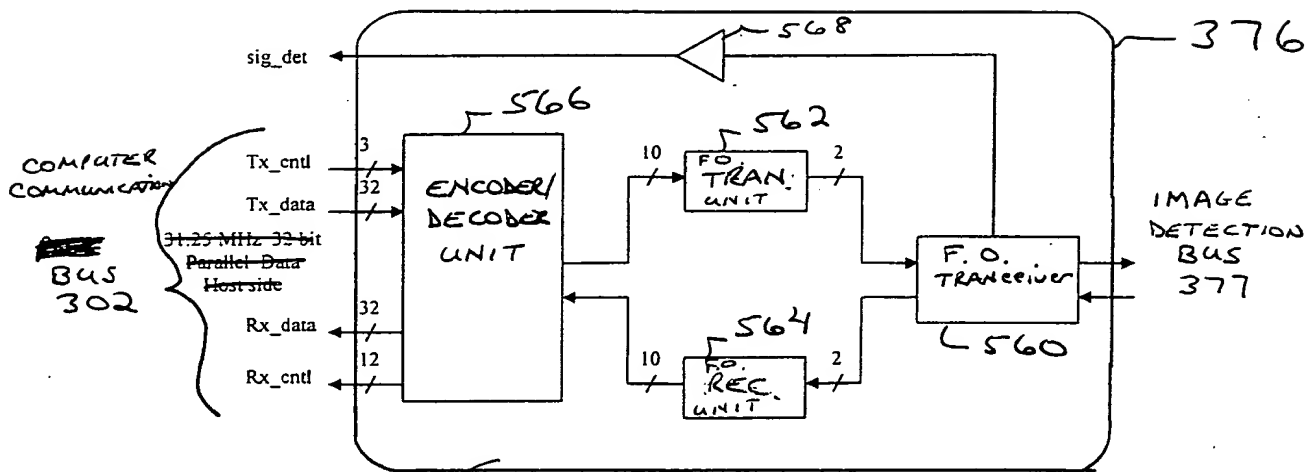 568
376
sig_det
566
562
COMPUTER
COMMUNICATION
BUS
302
Tx_cntl
3
Tx_data
32
31.25 MHz 32 bit
Parallel Data
Host side
Rx_data
32
Rx_cntl
12
ENCODER/
DECODER
UNIT
10
F.O.
TRAN.
UNIT
2
F. O.
TRANceiver
560
IMAGE
DETECTION
BUS
377
564
10
F.O.
REC.
UNIT
2